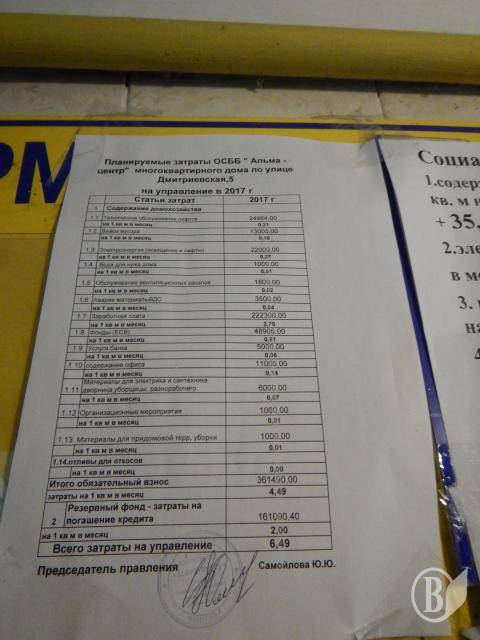 РМ
Планируемые затраты ОСББ " Альма -
центр" многоквартирного дома по улице
Дмитриевская,5
на управление в 2017 г
Статьи затрат 2017 г
1 Содержание домохозяйства
1.1 Техническое обслуживание лифтов 24984,00
на 1 кв м в месяц 0,31
1.2 Вывоз мусора 13000,00
на 1 кв м в месяц 0,16
1.3 Электроэнергия (освещение и лифты) 22000,00
на 1 кв м в месяц 0,27
1.4 Вода для нужд дома 1000,00
на 1 кв м в месяц 0,01
1.5 Обслуживание вентиляционных каналов 1800,00
на 1 кв м в месяц 0,02
1.6 Аварии материалыВДС 3500,00
на 1 кв м в месяц 0,04
1.7 Заработная плата 222300,00
на 1 кв м в месяц 2,76
1.8 Фонды-(ЕСВ) 48906,00
на 1 кв м в месяц 0,61
1.9 Услуги банка 5000,00
на 1 кв м в месяц 0,06
1.10 содержание офиса 11000,00
на 1 кв м в месяц 0,14
Материалы для электрика и сантехника
1.11 дворника уборщицы, разнорабочего 6000,00
на 1 кв м в месяц 0,07
1.12 Организационные мероприятия 1000,00
на 1 кв м в месяц 0,01
1.13 Материалы для придомовой терр, уборки 1000,00
на 1 кв м в месяц 0,01
1.14.отливы для откосов
на 1 кв м в месяц 0,00
Итого обязательный взнос 361490,00
затраты на 1 кв м в месяц 4,49
Резервный фонд - затраты на
2 погашение кредита 161090,40
на 1 кв м в месяц 2,00
Всего затраты на управление 6,49
Председатель правления Самойлова Ю.Ю.
Социа
1.содер
кв. м н
+ 35.
2.эле
в м
3.
на
4
В